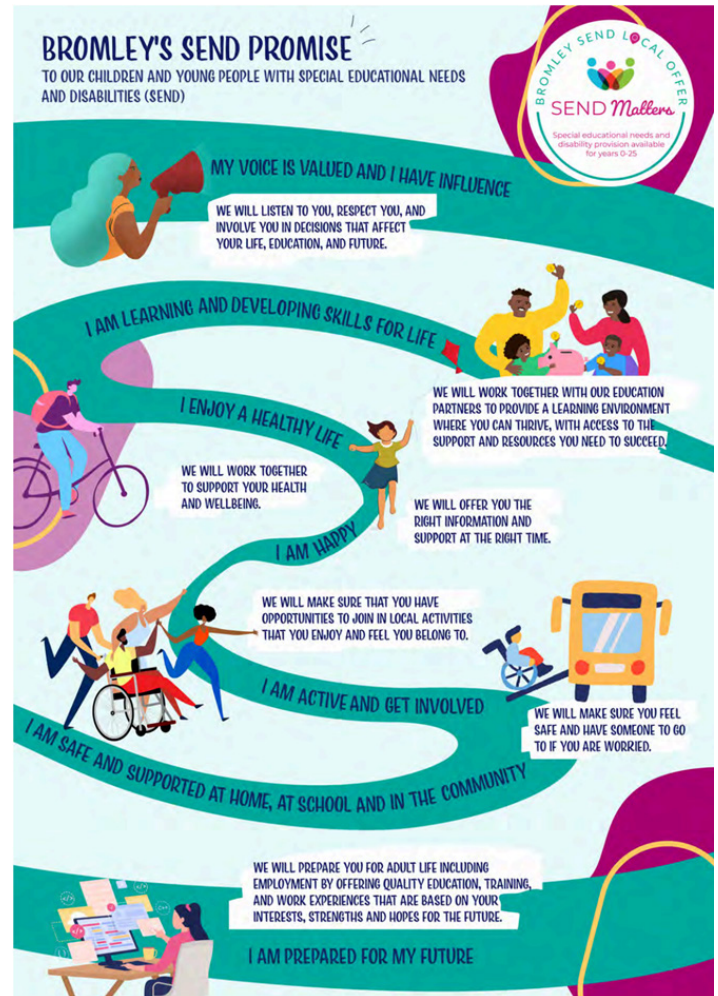 BROMLEY'S SEND PROMISE
TO OUR CHILDREN AND YOUNG PEOPLE WITH SPECIAL EDUCATIONAL NEEDS
AND DISABILITIES (SEND)
BROMLEY SEND LOCAL OFFER
SEND Matters
Special educational needs and
disability provision available
for years 0-25
MY VOICE IS VALUED AND I HAVE INFLUENCE
WE WILL LISTEN TO YOU, RESPECT YOU, AND
INVOLVE YOU IN DECISIONS THAT AFFECT
YOUR LIFE, EDUCATION, AND FUTURE.
I AM LEARNING AND DEVELOPING SKILLS FOR LIFE
WE WILL WORK TOGETHER WITH OUR EDUCATION
PARTNERS TO PROVIDE A LEARNING ENVIRONMENT
WHERE YOU CAN THRIVE, WITH ACCESS TO THE
SUPPORT AND RESOURCES YOU NEED TO SUCCEED.
I ENJOY A HEALTHY LIFE
WE WILL WORK TOGETHER
TO SUPPORT YOUR HEALTH
AND WELLBEING.
WE WILL OFFER YOU THE
RIGHT INFORMATION AND
SUPPORT AT THE RIGHT TIME.
I AM HAPPY
WE WILL MAKE SURE THAT YOU HAVE
OPPORTUNITIES TO JOIN IN LOCAL ACTIVITIES
THAT YOU ENJOY AND FEEL YOU BELONG TO.
I AM ACTIVE AND GET INVOLVED
WE WILL MAKE SURE YOU FEEL
SAFE AND HAVE SOMEONE TO GO
TO IF YOU ARE WORRIED.
I AM SAFE AND SUPPORTED AT HOME, AT SCHOOL AND IN THE COMMUNITY
WE WILL PREPARE YOU FOR ADULT LIFE INCLUDING
EMPLOYMENT BY OFFERING QUALITY EDUCATION, TRAINING,
AND WORK EXPERIENCES THAT ARE BASED ON YOUR
INTERESTS, STRENGTHS AND HOPES FOR THE FUTURE.
I AM PREPARED FOR MY FUTURE